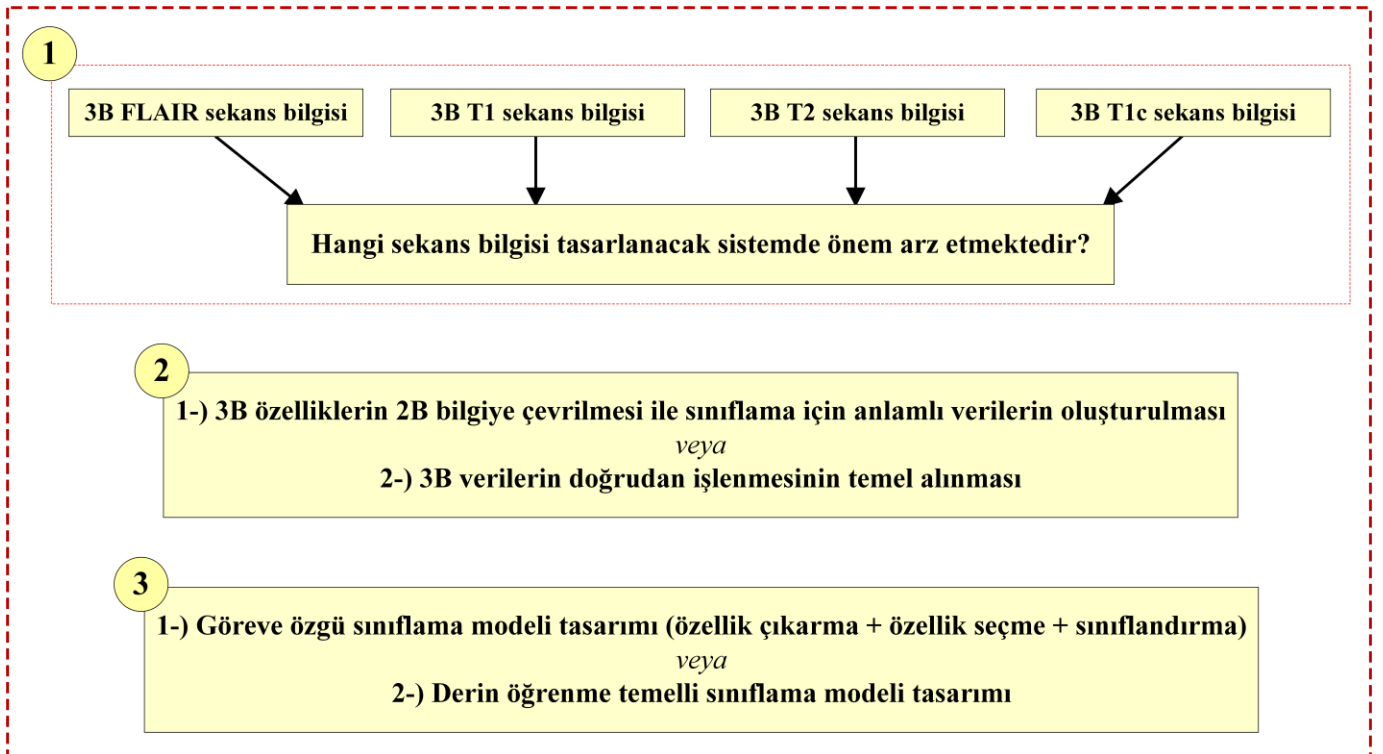 1
3B FLAIR sekans bilgisi
3B T1 sekans bilgisi
3B T2 sekans bilgisi
3B T1c sekans bilgisi
Hangi sekans bilgisi tasarlanacak sistemde önem arz etmektedir?
2
1-) 3B özelliklerin 2B bilgiye çevrilmesi ile sınıflama için anlamlı verilerin oluşturulması
veya
2-) 3B verilerin doğrudan işlenmesinin temel alınması
3
1-) Göreve özgü sınıflama modeli tasarımı (özellik çıkarma + özellik seçme + sınıflandırma)
veya
2-) Derin öğrenme temelli sınıflama modeli tasarımı